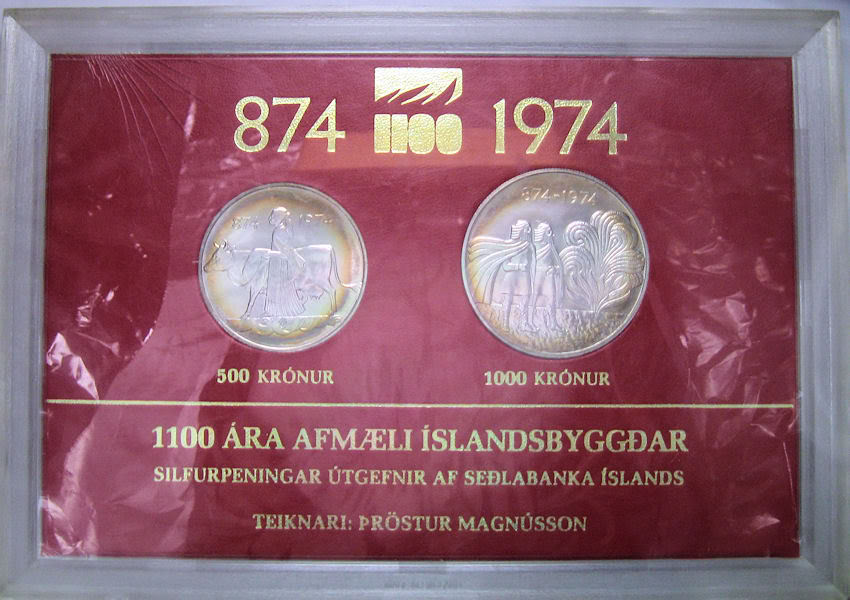 874 1100 1974
874 1974
874-1974
500 KRÓNUR
1000 KRÓNUR
1100 ÁRA AFMÆLI ÍSLANDSBYGGÐAR
SILFURPENINGAR ÚTGEFNIR AF SEÐLABANKA ÍSLANDS
TEIKNARI: ÞRÖSTUR MAGNÚSSON